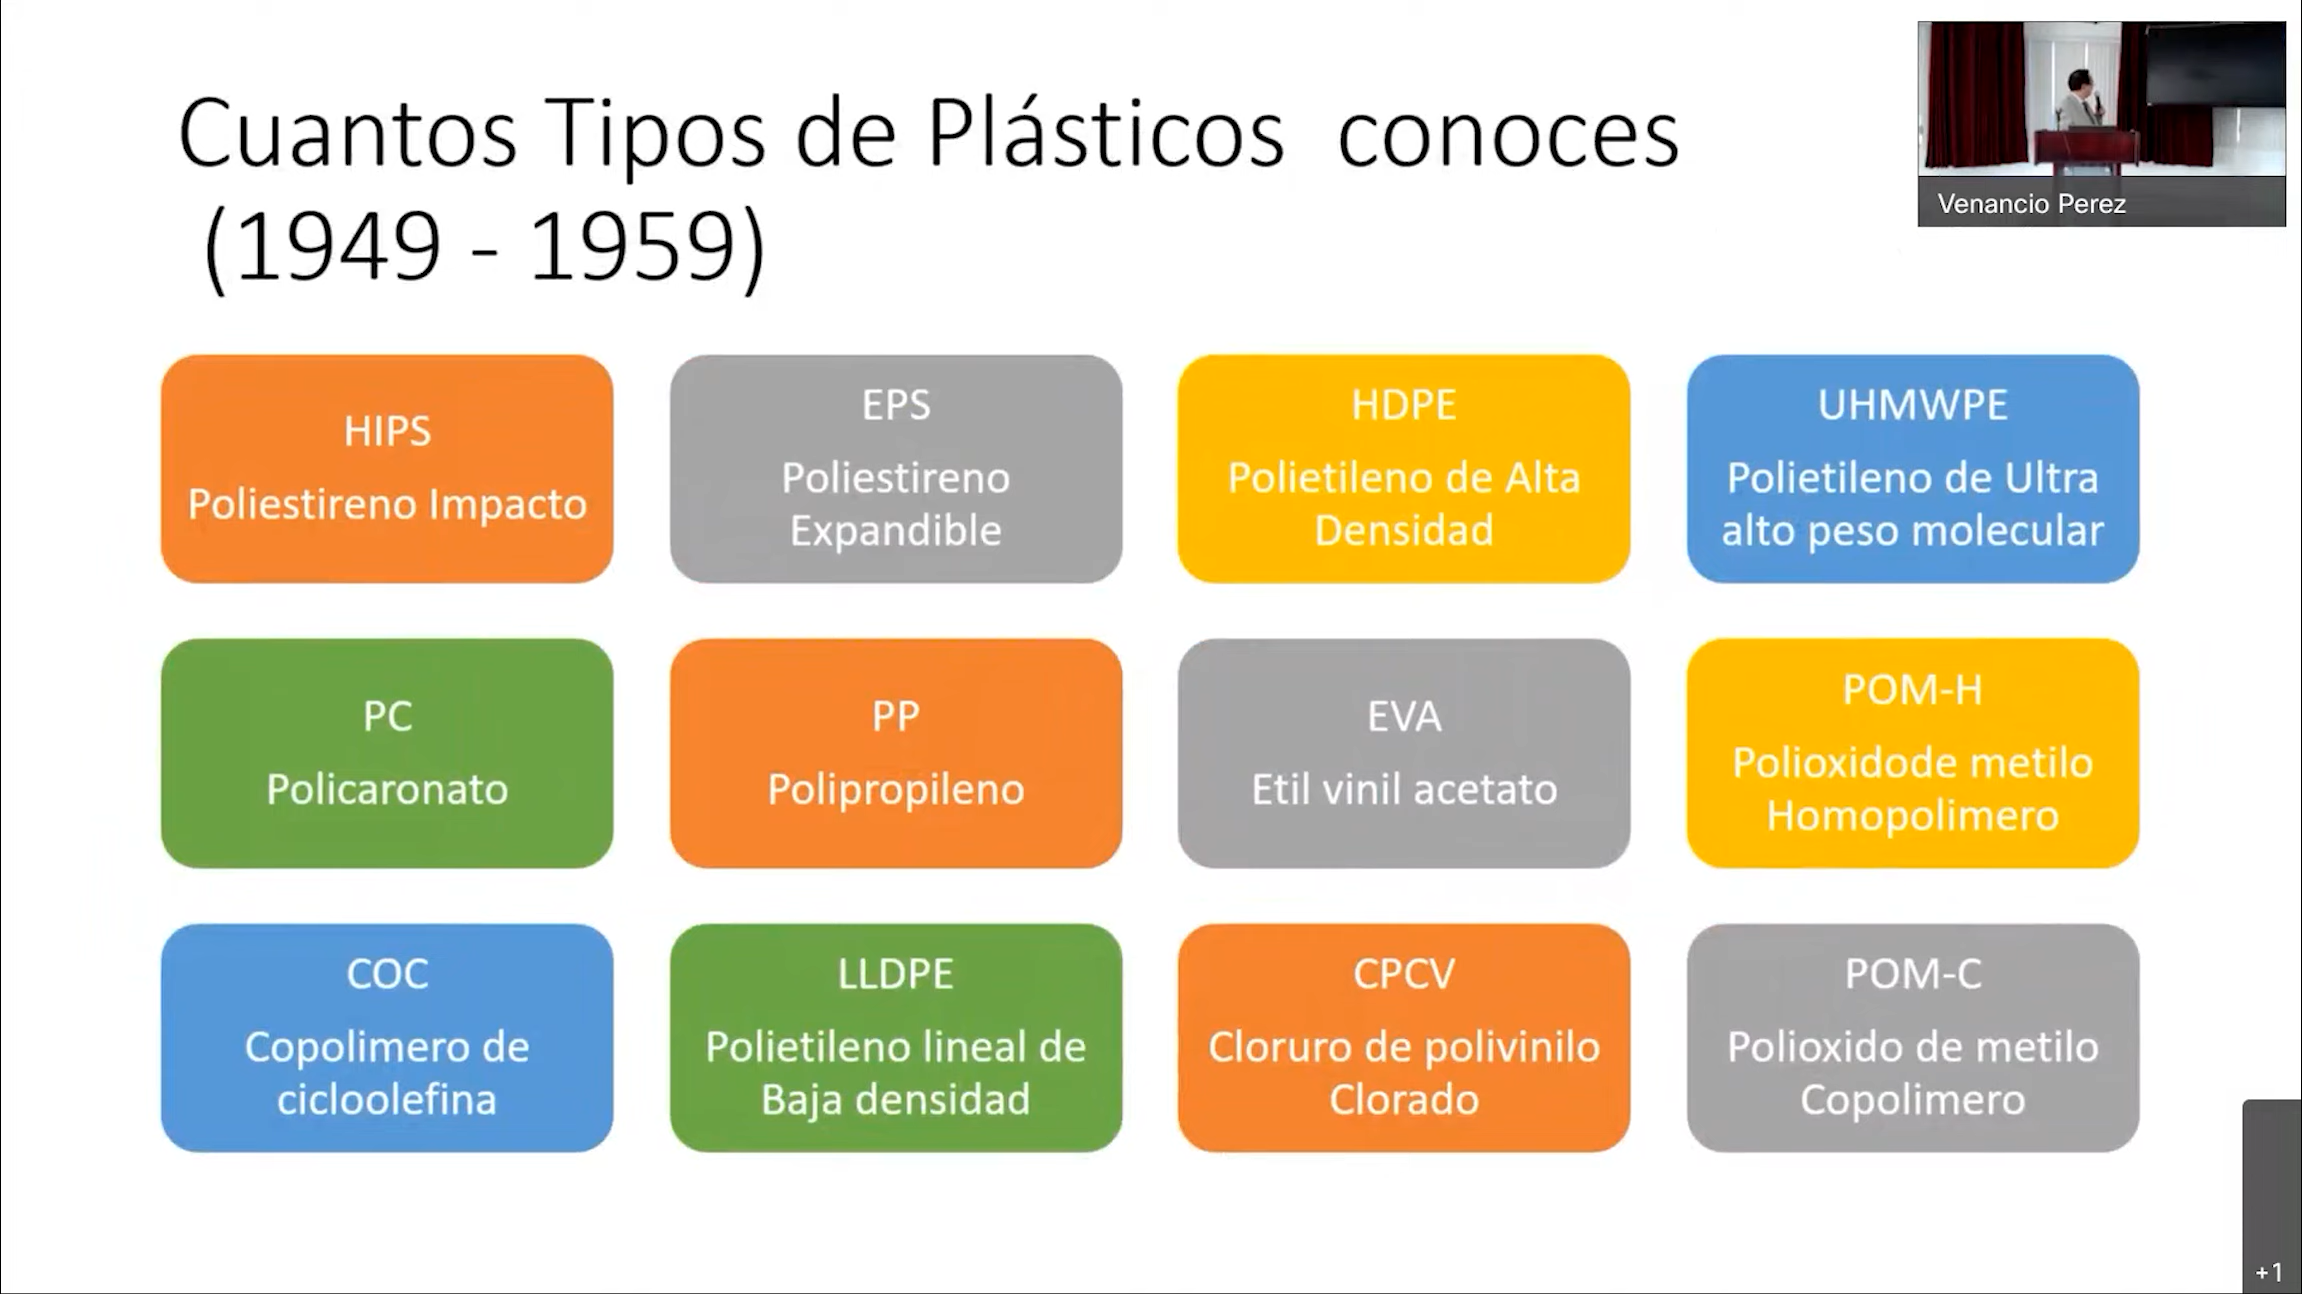 Cuantos Tipos de Plásticos conoces
(1949 - 1959)
Venancio Perez
HIPS
Poliestireno Impacto
EPS
Poliestireno
Expandible
HDPE
Polietileno de Alta
Densidad
UHMWPE
Polietileno de Ultra
alto peso molecular
PC
Policaronato
PP
Polipropileno
EVA
Etil vinil acetato
POM-H
Polioxidode metilo
Homopolimero
COC
Copolimero de
cicloolefina
LLDPE
Polietileno lineal de
Baja densidad
CPCV
Cloruro de polivinilo
Clorado
POM-C
Polioxido de metilo
Copolimero
+1